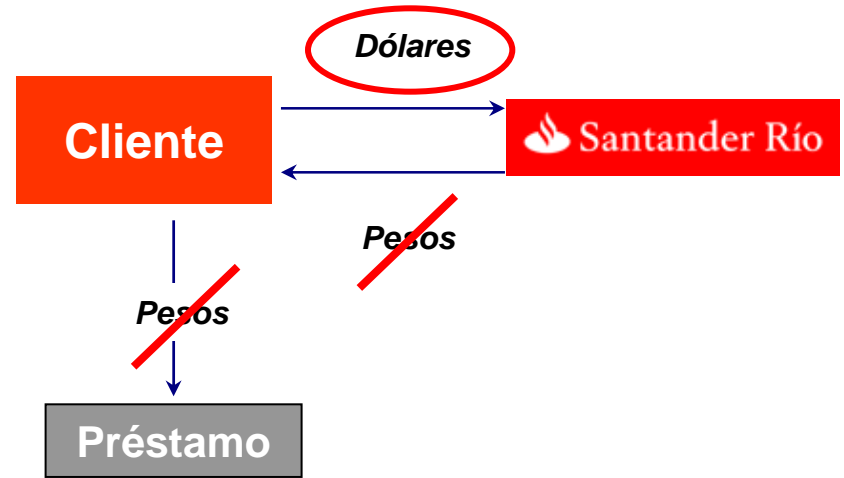 Dólares
Cliente
Santander Río
Pesos
Pesos
Préstamo